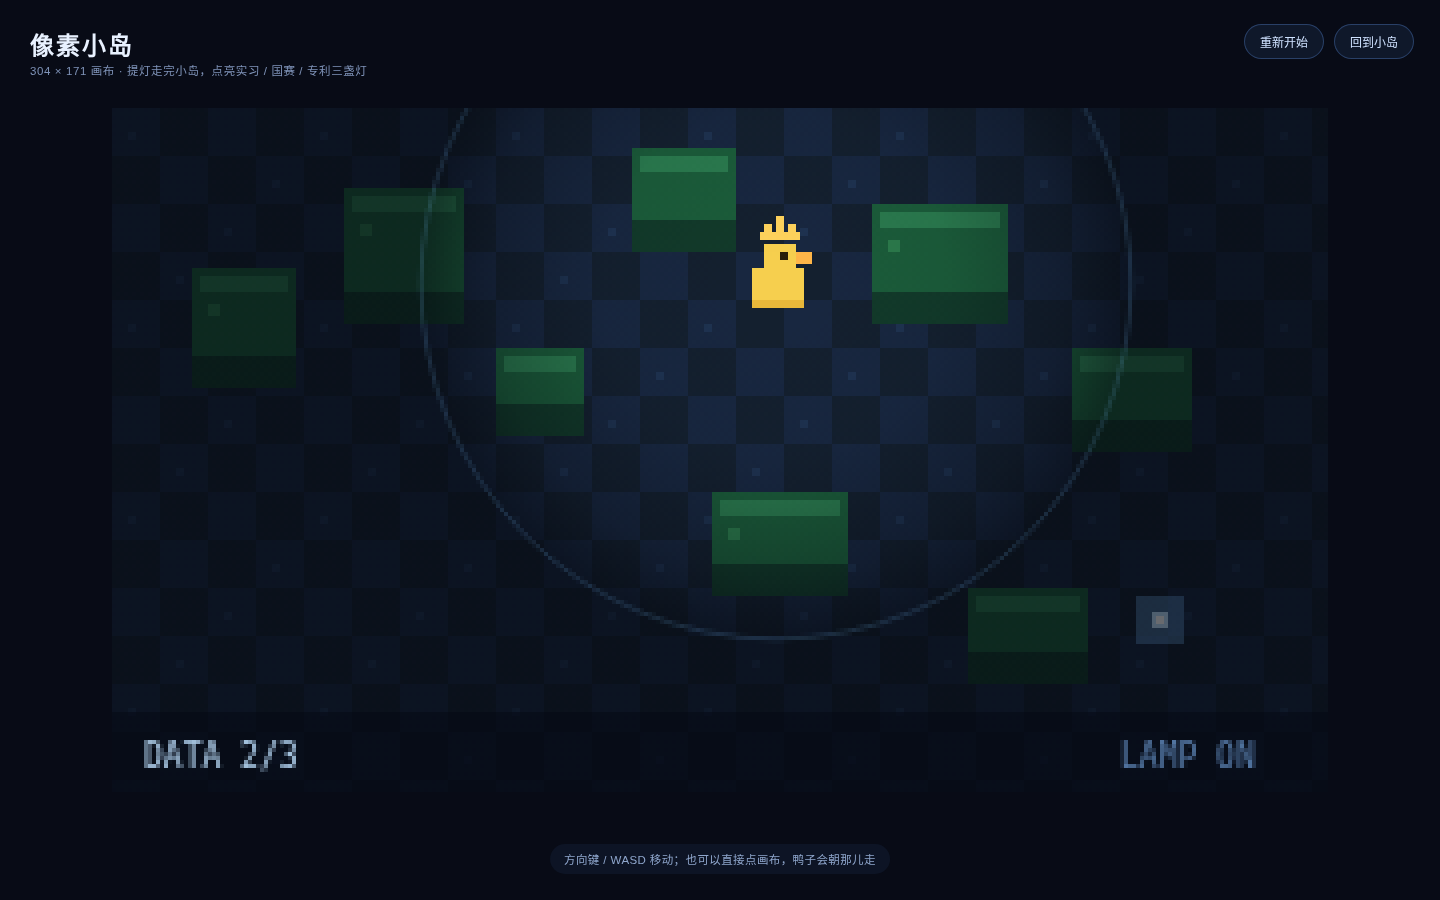 像素小岛
304 × 171 画布 · 提灯走完小岛，点亮实习 / 国赛 / 专利三盏灯
重新开始
回到小岛
DATA 2/3
LAMP ON
方向键 / WASD 移动；也可以直接点画布，鸭子会朝那儿走